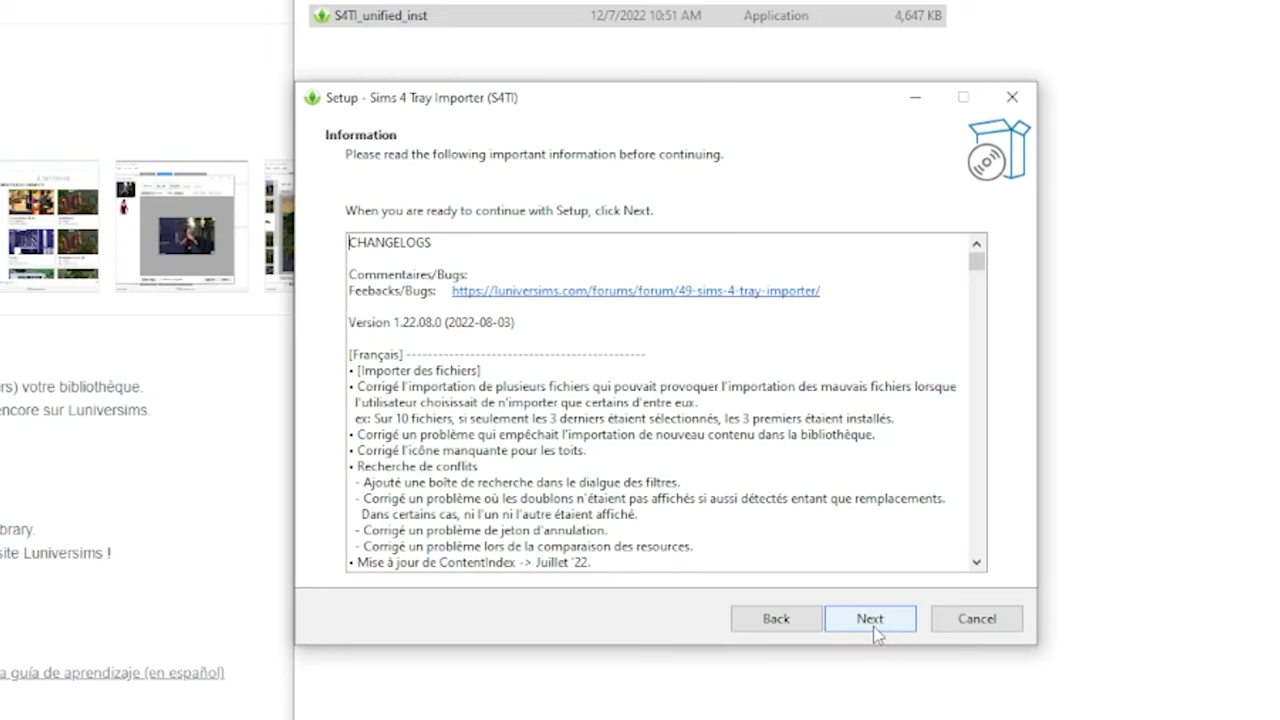 S4TI_unified_inst 12/7/2022 10:51 AM Application 4,647 KB
Setup - Sims 4 Tray Importer (S4TI)
Information
Please read the following important information before continuing.
When you are ready to continue with Setup, click Next.
CHANGELOGS
Commentaires/Bugs:
Feebacks/Bugs: https://luniversims.com/forums/forum/49-sims-4-tray-importer/
Version 1.22.08.0 (2022-08-03)
[Français] --------------------------------------------
• [Importer des fichiers]
• Corrigé l'importation de plusieurs fichiers qui pouvait provoquer l'importation des mauvais fichiers lorsque
l'utilisateur choisissait de n'importer que certains d'entre eux.
ex: Sur 10 fichiers, si seulement les 3 derniers étaient sélectionnés, les 3 premiers étaient installés.
• Corrigé un problème qui empêchait l'importation de nouveau contenu dans la bibliothèque.
• Corrigé l'icône manquante pour les toits.
• Recherche de conflits
- Ajouté une boîte de recherche dans le dialgue des filtres.
- Corrigé un problème où les doublons n'étaient pas affichés si aussi détectés entant que remplacements.
Dans certains cas, ni l'un ni l'autre étaient affiché.
- Corrigé un problème de jeton d'annulation.
- Corrigé un problème lors de la comparaison des resources.
• Mise à jour de ContentIndex -> Juillet '22.
Back Next Cancel
rs) votre bibliothèque.
encore sur Luniversims.
brary.
site Luniversims !
a guía de aprendizaje (en español)